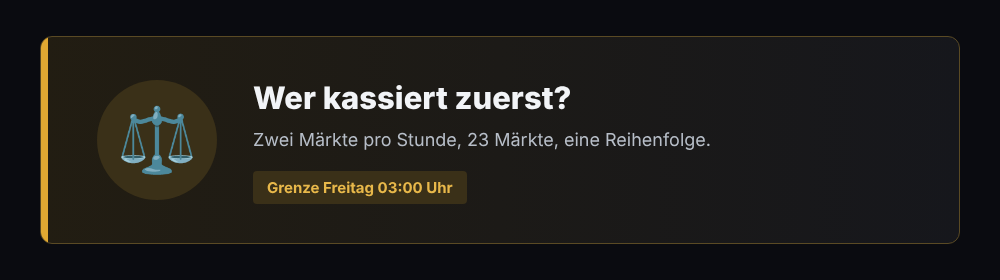 Wer kassiert zuerst?
Zwei Märkte pro Stunde, 23 Märkte, eine Reihenfolge.
Grenze Freitag 03:00 Uhr